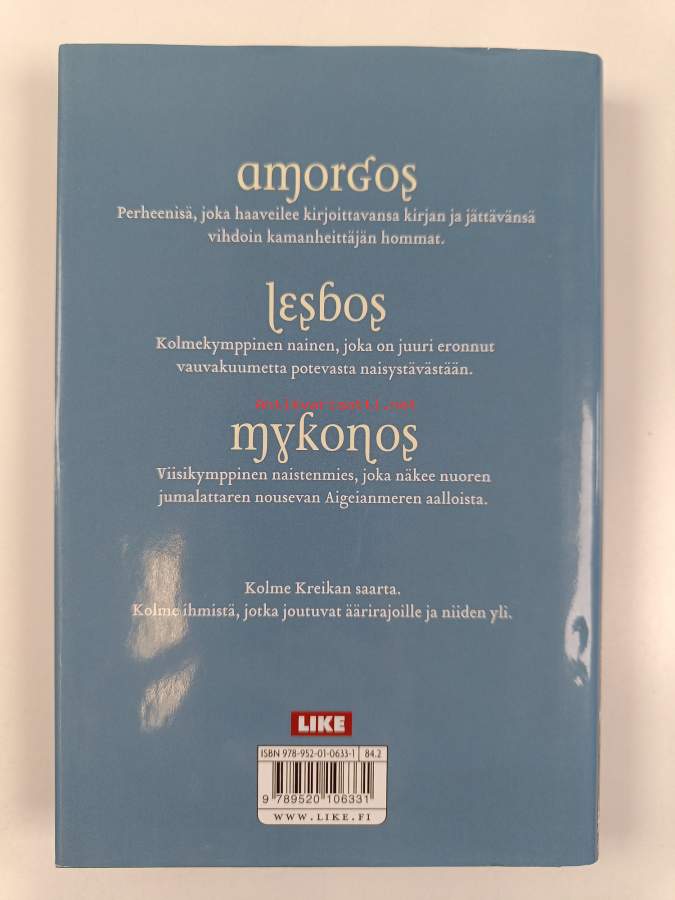 amorgos
Perheenisä, joka haaveilee kirjoittavansa kirjan ja jättävänsä
vihdoin kamanheittäjän hommat.
lesbos
Kolmekymppinen nainen, joka on juuri eronnut
vauvakuumetta potevasta naisystävästään.
Antikvariaatti.net
mykonos
Viisikymppinen naistenmies, joka näkee nuoren
jumalattaren nousevan Aigeianmeren aalloista.
Kolme Kreikan saarta.
Kolme ihmistä, jotka joutuvat äärirajoille ja niiden yli.
LIKE
ISBN 978-952-01-0633-1 84.2
9 789520 106331
WWW.LIKE.FI